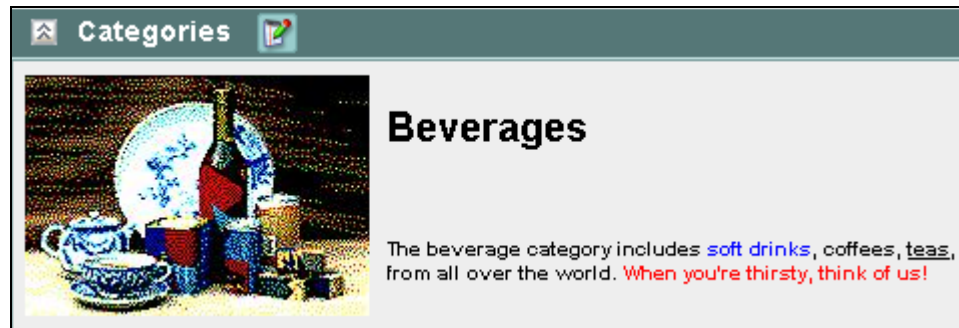 Categories
Beverages
The beverage category includes soft drinks, coffees, teas,
from all over the world. When you're thirsty, think of us!